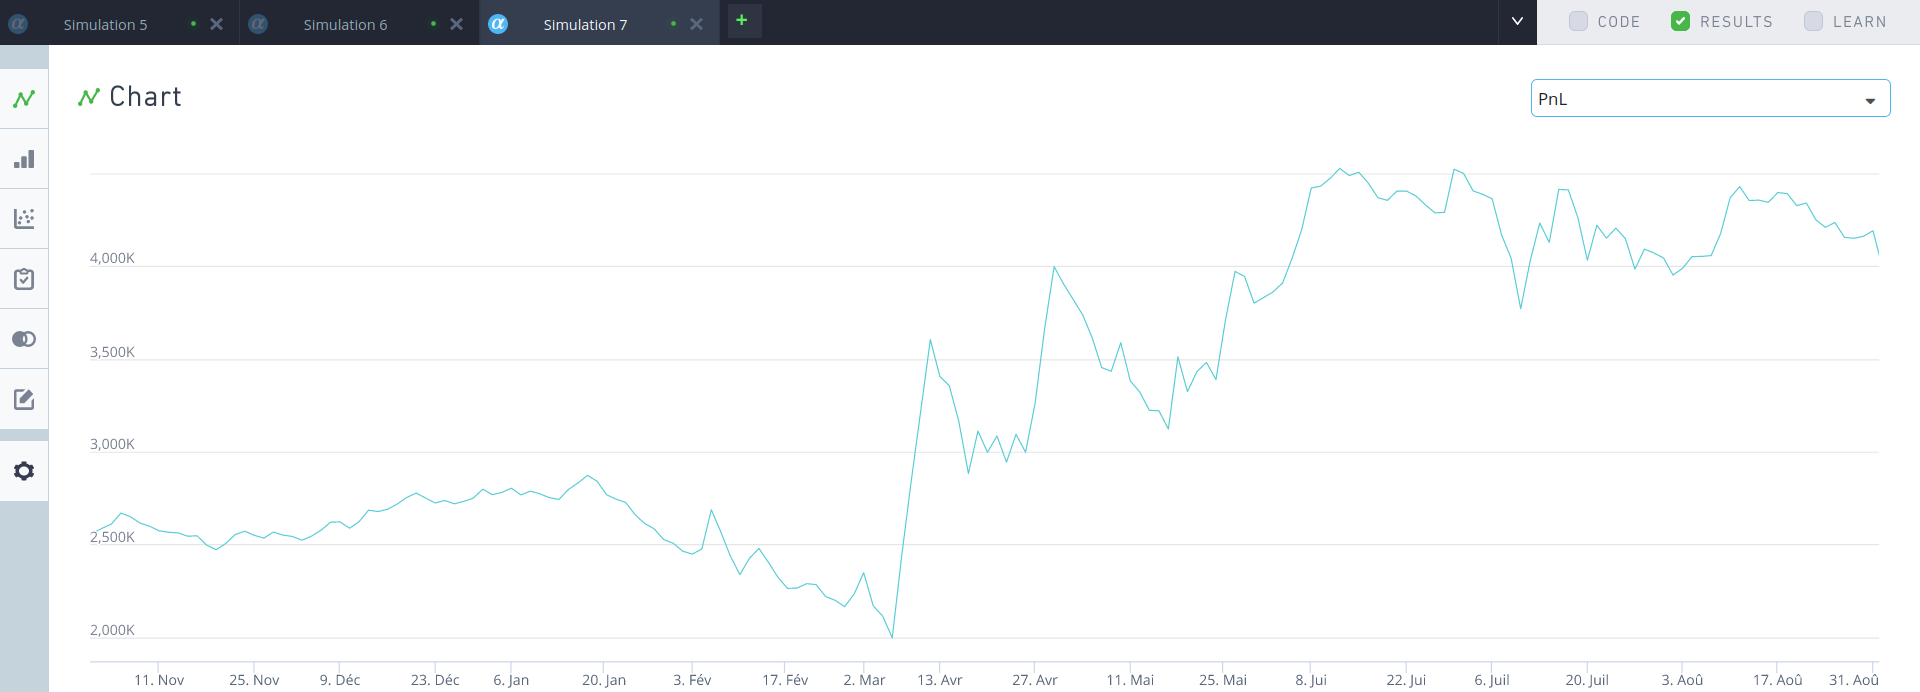 Simulation 5
Simulation 6
Simulation 7
+
CODE
RESULTS
LEARN
Chart
PnL
4,000K
3,500K
3,000K
2,500K
2,000K
11. Nov
25. Nov
9. Déc
23. Déc
6. Jan
20. Jan
3. Fév
17. Fév
2. Mar
13. Avr
27. Avr
11. Mai
25. Mai
8. Jui
22. Jui
6. Juil
20. Juil
3. Aoû
17. Aoû
31. Aoû